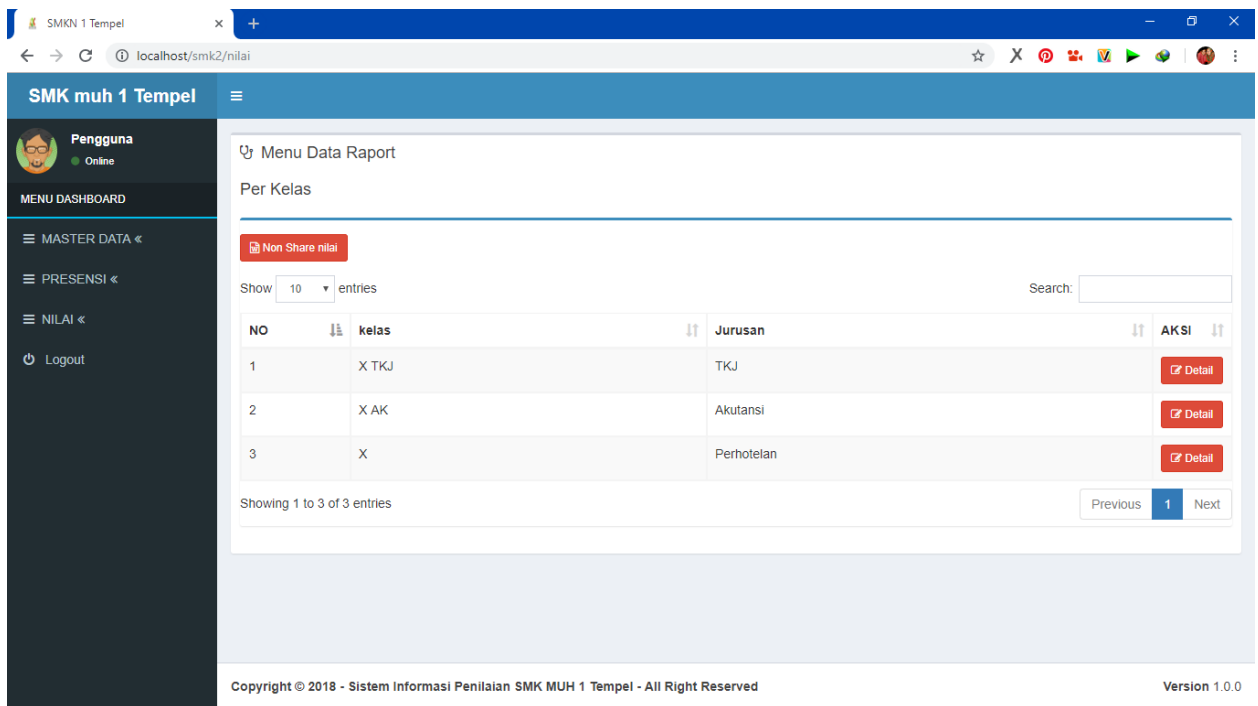 SMKN 1 Tempel
localhost/smk2/nilai
SMK muh 1 Tempel
Pengguna
Online
MENU DASHBOARD
MASTER DATA «
PRESENSI «
NILAI «
Logout
Menu Data Raport
Per Kelas
Non Share nilai
Show 10 entries Search:
NO kelas Jurusan AKSI
1 X TKJ TKJ Detail
2 X AK Akutansi Detail
3 X Perhotelan Detail
Showing 1 to 3 of 3 entries Previous 1 Next
Copyright © 2018 - Sistem Informasi Penilaian SMK MUH 1 Tempel - All Right Reserved Version 1.0.0